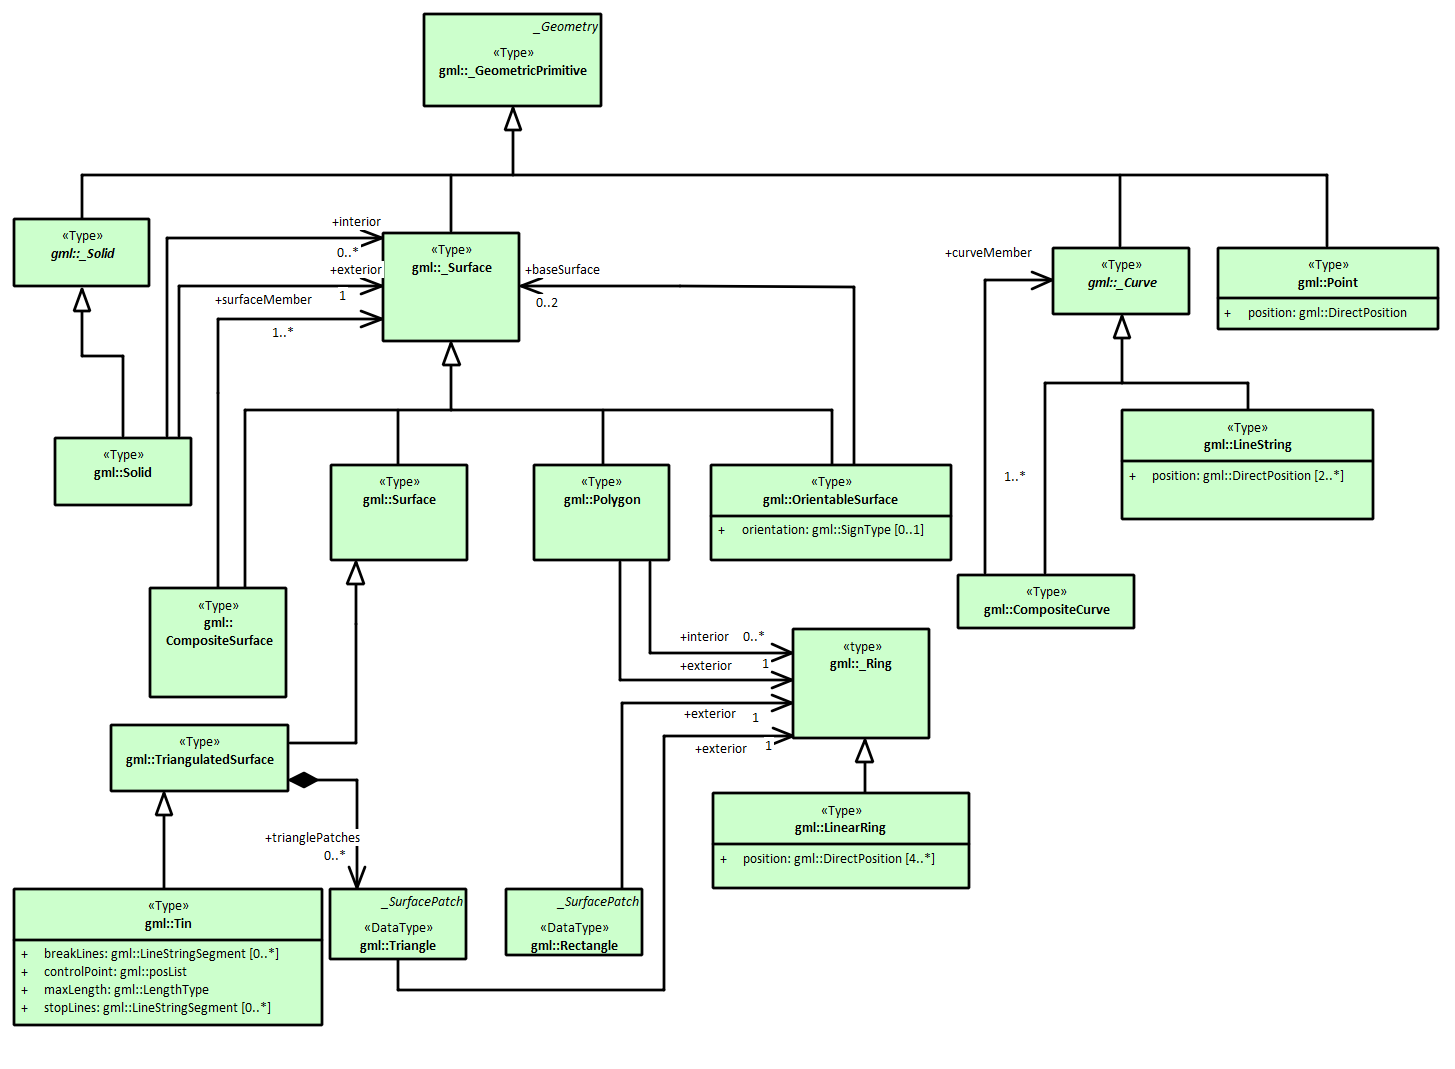 _Geometry
«Type»
gml::_GeometricPrimitive
«Type»
gml::_Solid
+interior
0..*
+exterior
1
+surfaceMember
1..*
«Type»
gml::_Surface
+baseSurface
0..2
+curveMember
1..*
«Type»
gml::_Curve
«Type»
gml::Point
+ position: gml::DirectPosition
«Type»
gml::Solid
«Type»
gml::Surface
«Type»
gml::Polygon
«Type»
gml::OrientableSurface
+ orientation: gml::SignType [0..1]
«Type»
gml::LineString
+ position: gml::DirectPosition [2..*]
«Type»
gml::
CompositeSurface
«Type»
gml::CompositeCurve
+interior 0..*
+exterior 1
+exterior 1
+exterior 1
«type»
gml::_Ring
«Type»
gml::TriangulatedSurface
+trianglePatches
0..*
«Type»
gml::LinearRing
+ position: gml::DirectPosition [4..*]
«Type»
gml::Tin
+ breakLines: gml::LineStringSegment [0..*]
+ controlPoint: gml::posList
+ maxLength: gml::LengthType
+ stopLines: gml::LineStringSegment [0..*]
_SurfacePatch
«DataType»
gml::Triangle
_SurfacePatch
«DataType»
gml::Rectangle